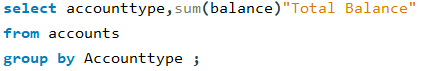 select accounttype,sum(balance)"Total Balance"
from accounts
group by Accounttype ;